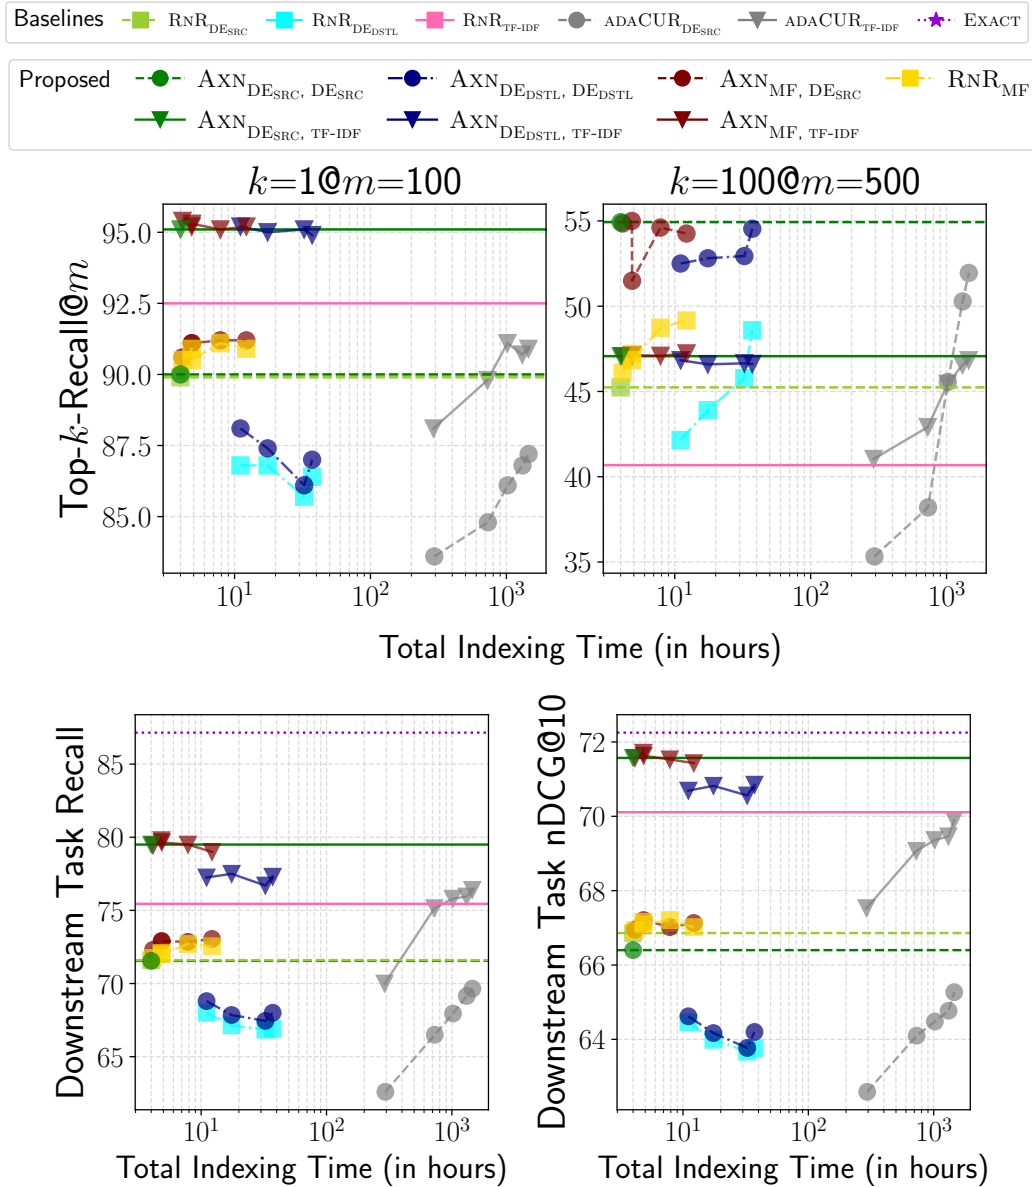 Baselines RNR_DE_SRC RNR_DE_DSTL RNR_TF-IDF ADACUR_DE_SRC ADACUR_TF-IDF EXACT
Proposed AXN_DE_SRC, DE_SRC AXN_DE_DSTL, DE_DSTL AXN_MF, DE_SRC RNR_MF
AXN_DE_SRC, TF-IDF AXN_DE_DSTL, TF-IDF AXN_MF, TF-IDF
k=1@m=100
Top-k-Recall@m
95.0
92.5
90.0
87.5
85.0
10^1 10^2 10^3
k=100@m=500
55
50
45
40
35
10^1 10^2 10^3
Total Indexing Time (in hours)
Downstream Task Recall
85
80
75
70
65
10^1 10^2 10^3
Total Indexing Time (in hours)
Downstream Task nDCG@10
72
70
68
66
64
10^1 10^2 10^3
Total Indexing Time (in hours)